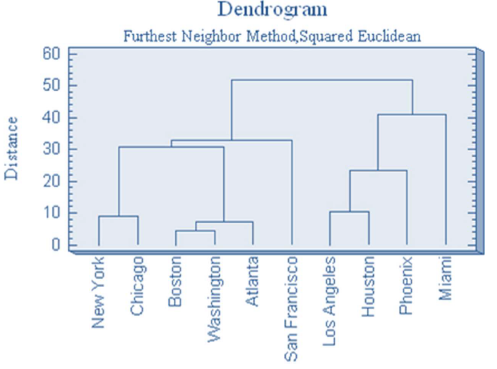 Dendrogram
Furthest Neighbor Method,Squared Euclidean
Distance
60
50
40
30
20
10
0
New York
Chicago
Boston
Washington
Atlanta
San Francisco
Los Angeles
Houston
Phoenix
Miami